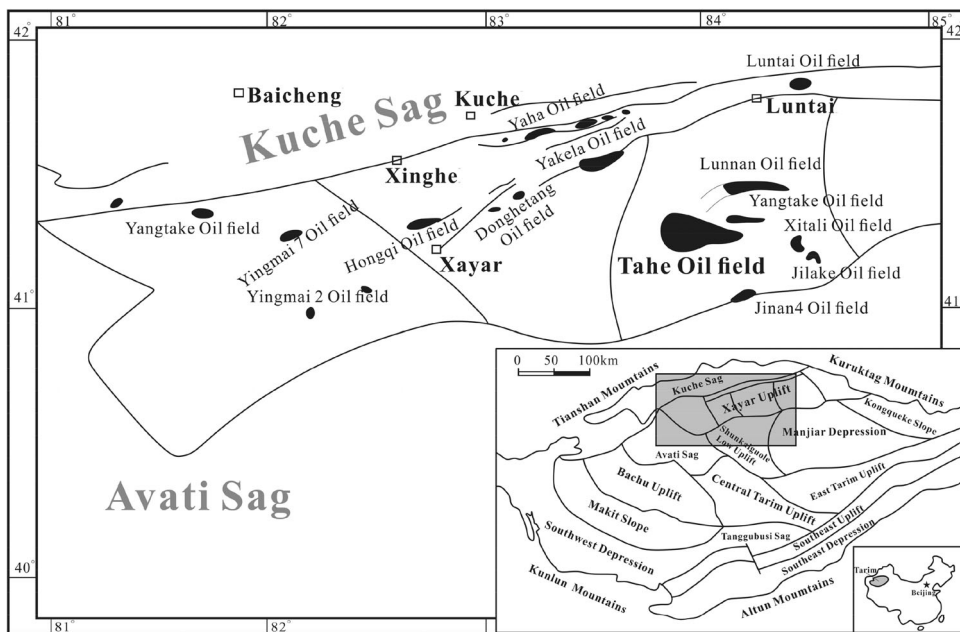 81°
82°
83°
84°
85°
42°
42°
Luntai Oil field
Baicheng
Kuche
Yaha Oil field
Luntai
Kuche Sag
Yakela Oil field
Xinghe
Lunnan Oil field
Yangtake Oil field
Yangtake Oil field
Donghetang
Oil field
Xitali Oil field
Yingmai 7 Oil field
Hongqi Oil field
Xayar
Tahe Oil field
Jilake Oil field
Yingmai 2 Oil field
41°
41°
Jinan4 Oil field
Avati Sag
40°
81°
82°
0 50 100km
Tianshan Moumtains
Kuche Sag
Kuruktag Moumtains
Xayar Uplift
Kongqueke Slope
Manjiar Depression
Shunkaiguole
Low Uplift
Avati Sag
Bachu Uplift
Central Tarim Uplift
East Tarim Uplift
Makit Slope
Southwest Depression
Tanggubusi Sag
Southeast Uplift
Southeast Depression
Kunlun Mountains
Altun Moumtains
Tarim
Beijing